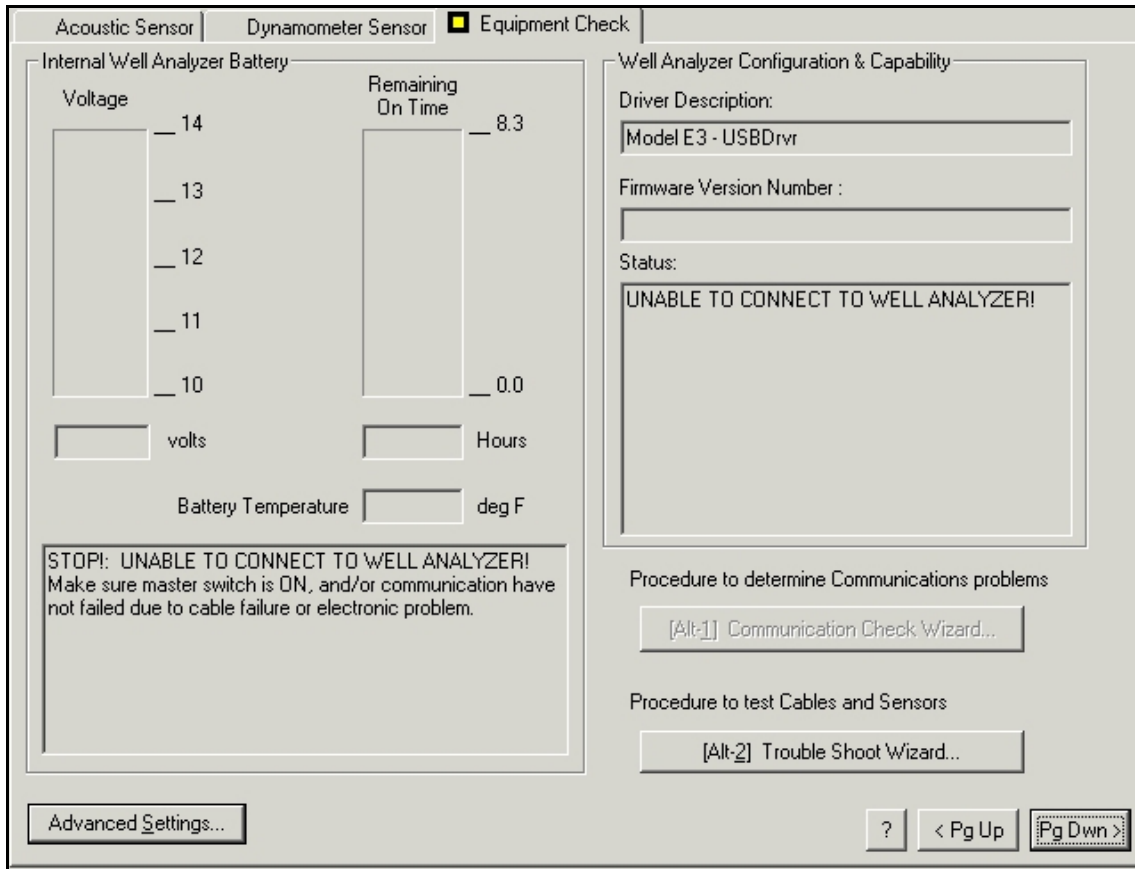 Acoustic Sensor
Dynamometer Sensor
Equipment Check
Internal Well Analyzer Battery
Voltage
14
13
12
11
10
volts
Remaining
On Time
8.3
0.0
Hours
Battery Temperature
deg F
STOP!: UNABLE TO CONNECT TO WELL ANALYZER!
Make sure master switch is ON, and/or communication have
not failed due to cable failure or electronic problem.
Well Analyzer Configuration & Capability
Driver Description:
Model E3 - USBDrvr
Firmware Version Number :
Status:
UNABLE TO CONNECT TO WELL ANALYZER!
Procedure to determine Communications problems
[Alt-1] Communication Check Wizard...
Procedure to test Cables and Sensors
[Alt-2] Trouble Shoot Wizard...
Advanced Settings...
?
< Pg Up
Pg Dwn >